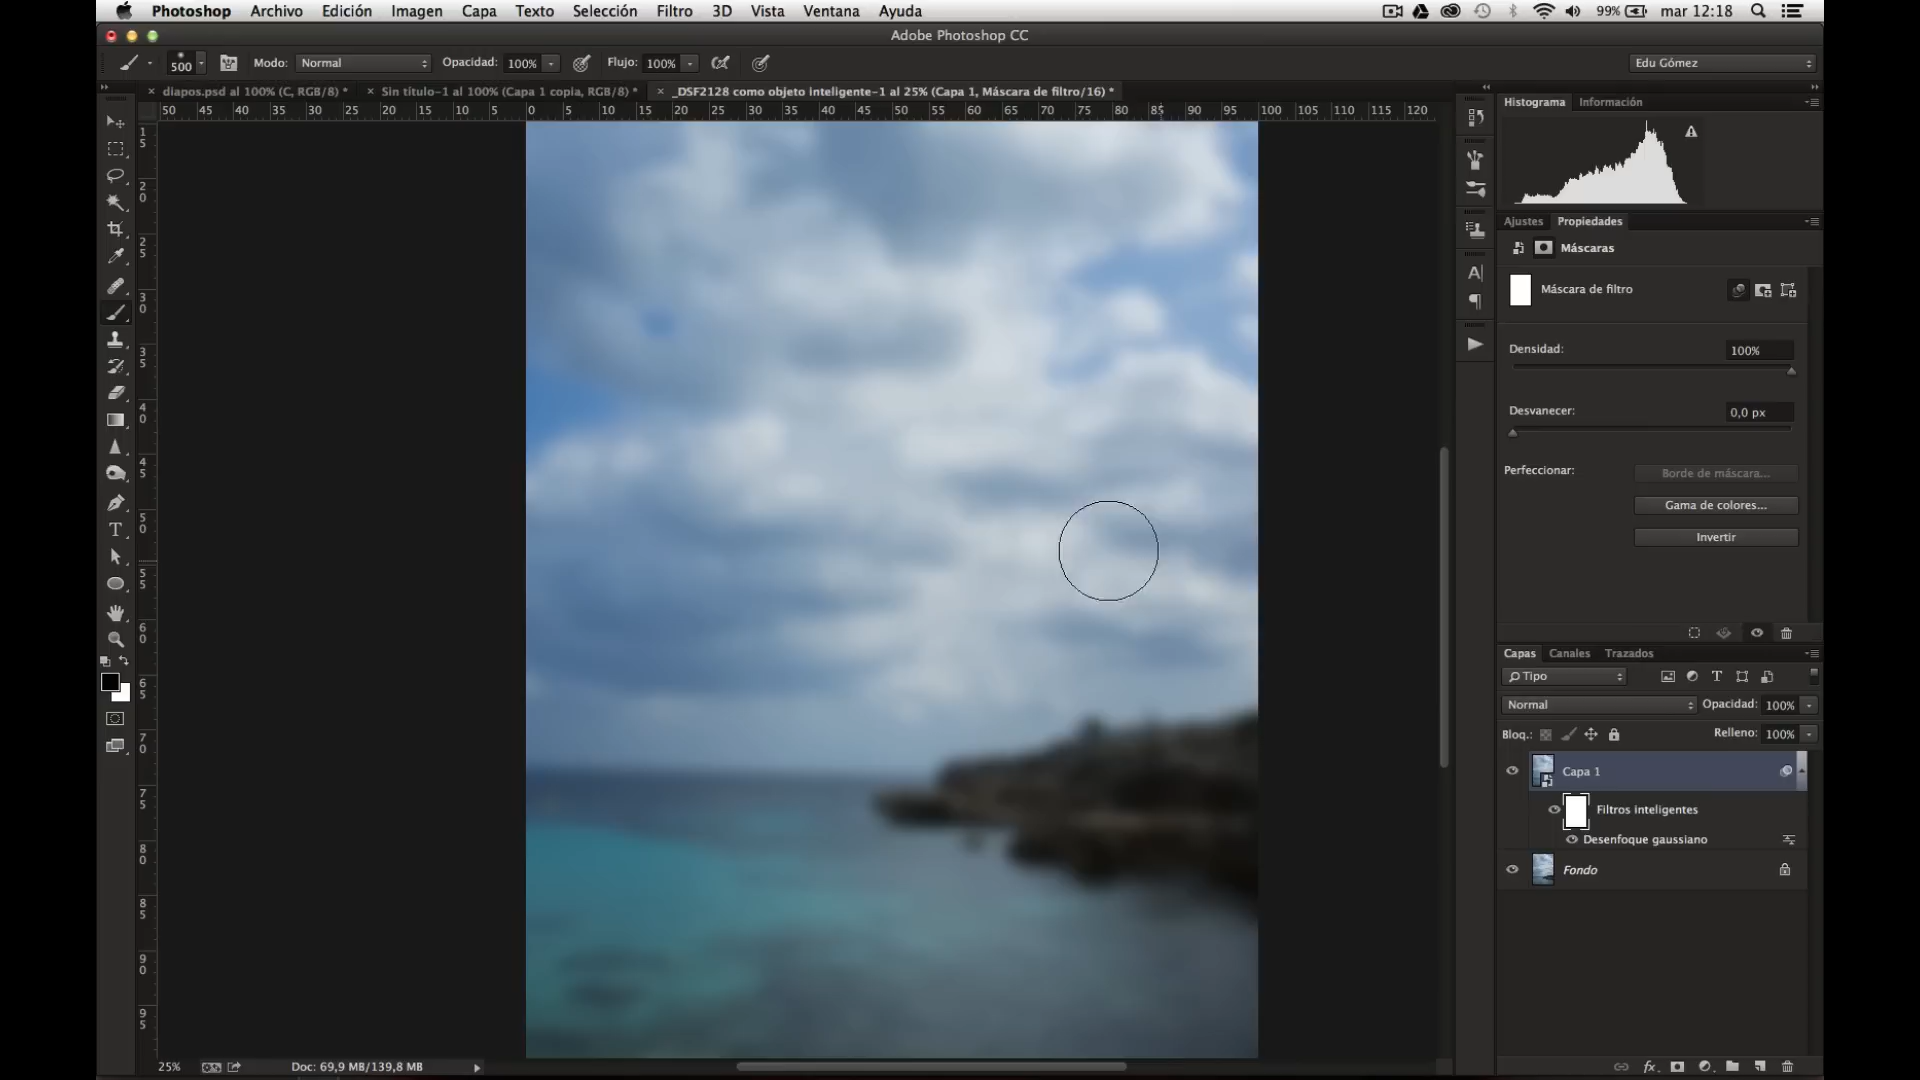 Photoshop Archivo Edición Imagen Capa Texto Selección Filtro 3D Vista Ventana Ayuda 99% mar 12:18
Adobe Photoshop CC
500 Modo: Normal Opacidad: 100% Flujo: 100% Edu Gómez
diapos.psd al 100% (C, RGB/8) * Sin título-1 al 100% (Capa 1 copia, RGB/8) * _DSF2128 como objeto inteligente-1 al 25% (Capa 1, Máscara de filtro/16) *
50 45 40 35 30 25 20 15 10 5 0 5 10 15 20 25 30 35 40 45 50 55 60 65 70 75 80 85 90 95 100 105 110 115 120
15
20
25
30
35
40
45
50
55
60
65
70
75
80
85
90
95
Histograma Información
Ajustes Propiedades
Máscaras
Máscara de filtro
Densidad: 100%
Desvanecer: 0,0 px
Perfeccionar: Borde de máscara...
Gama de colores...
Invertir
Capas Canales Trazados
Tipo
Normal Opacidad: 100%
Bloq.: Relleno: 100%
Capa 1
Filtros inteligentes
Desenfoque gaussiano
Fondo
25% Doc: 69,9 MB/139,8 MB
fx